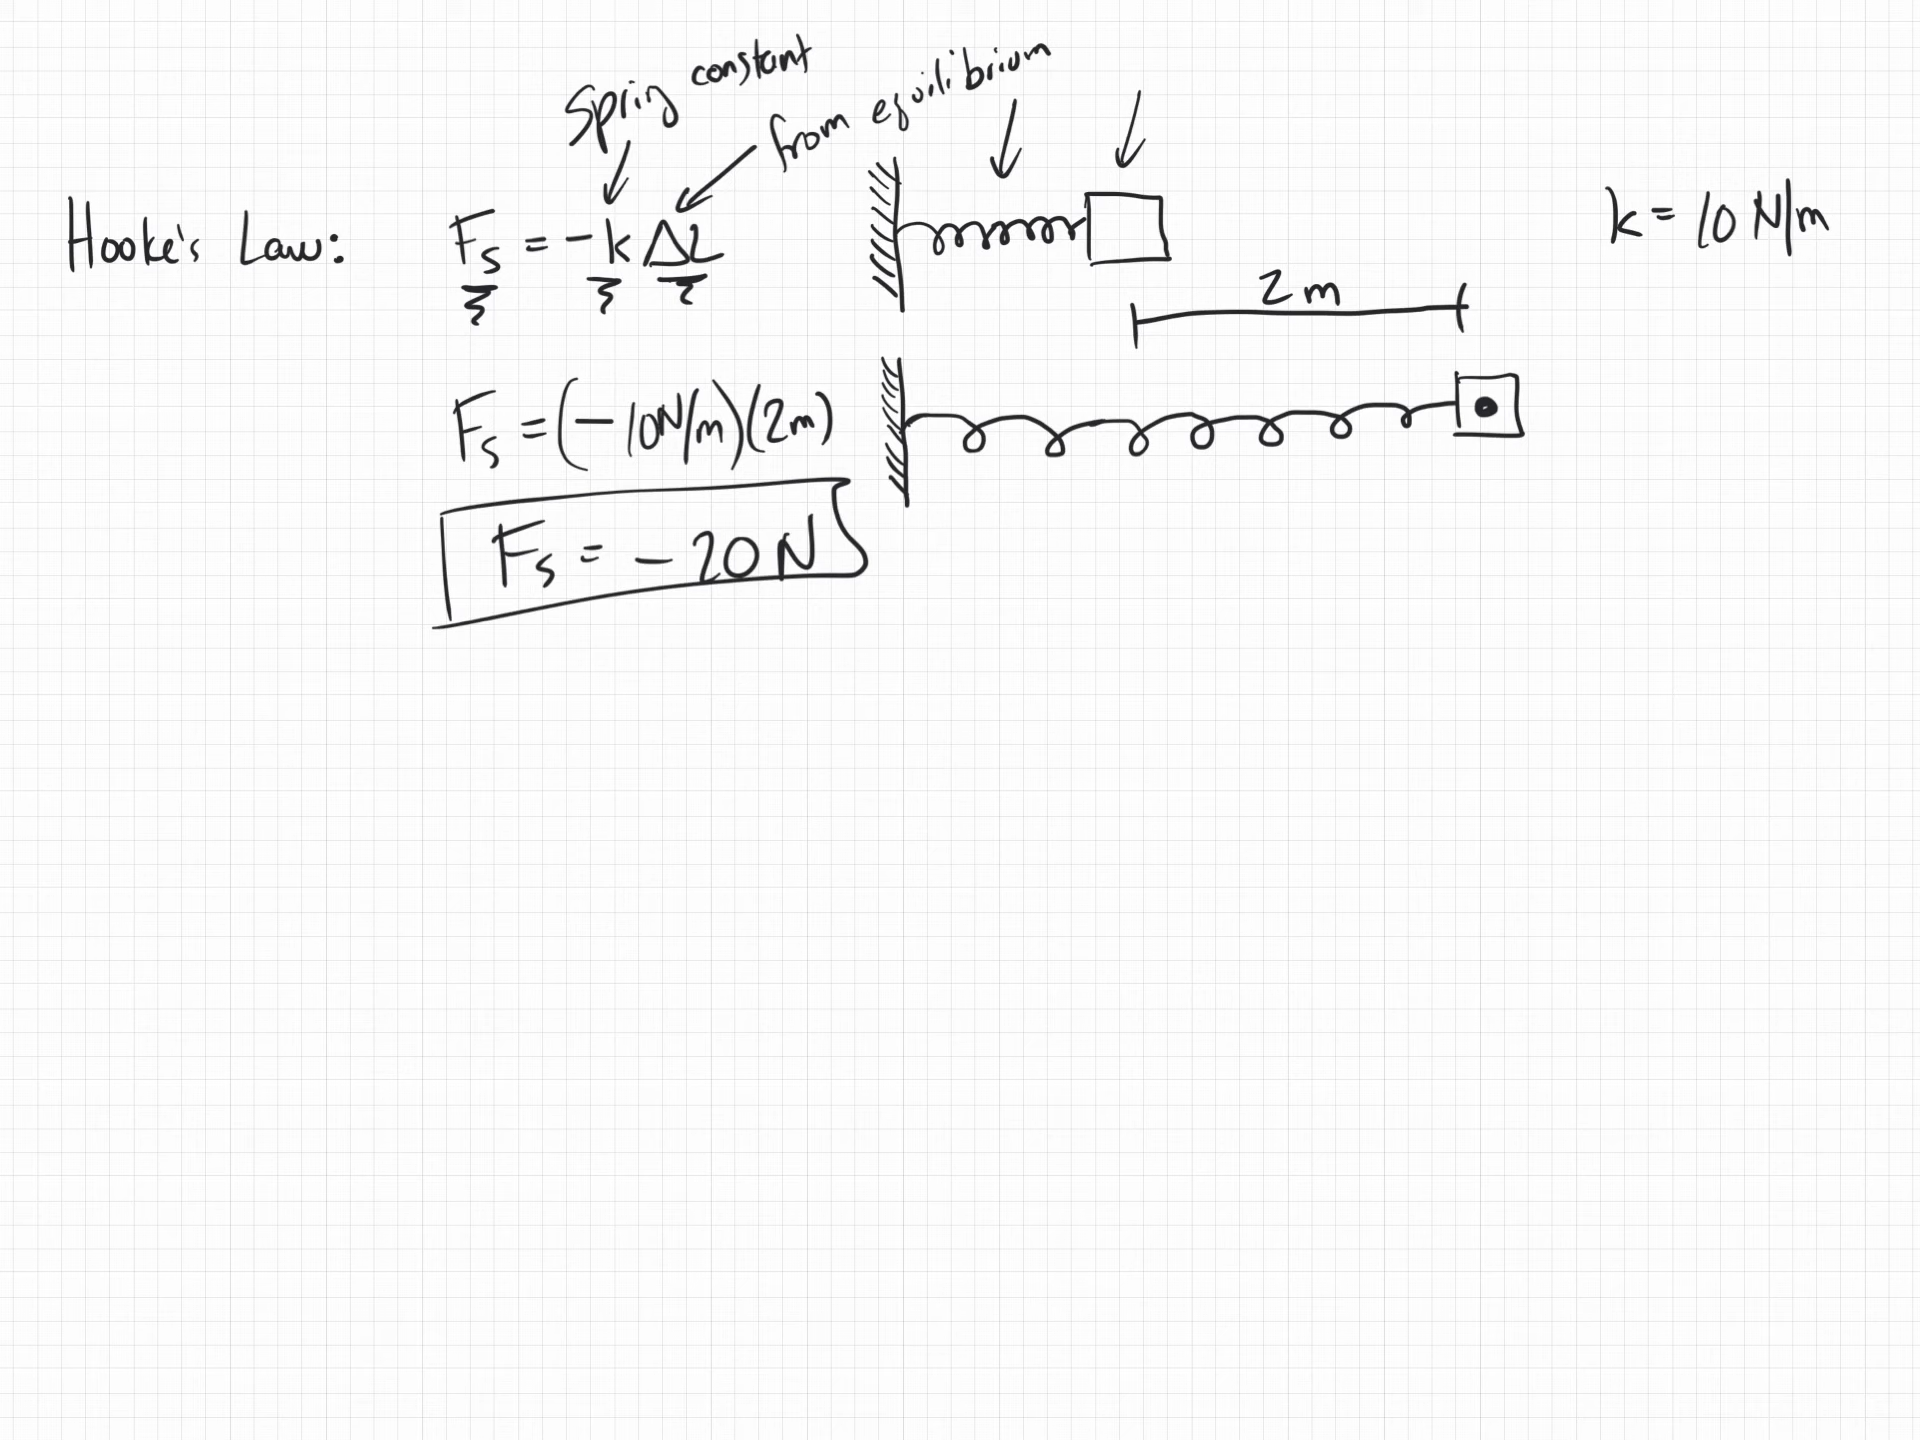 Spring constant
from equilibrium
Hooke's Law: Fs = -k ΔL
k = 10 N/m
2 m
Fs = (-10N/m)(2m)
Fs = -20N